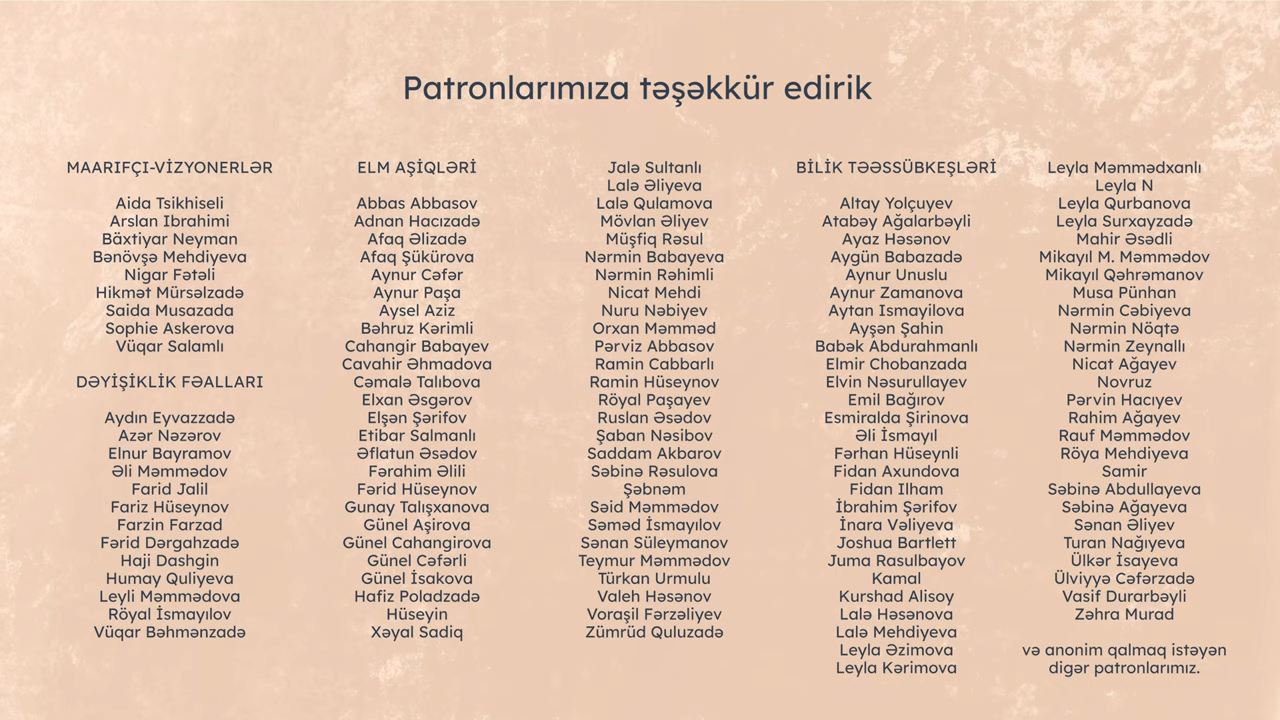 Patronlarımıza təşəkkür edirik
MAARIFÇI-VİZYONERLƏR
Aida Tsikhiseli
Arslan Ibrahimi
Bäxtiyar Neyman
Bənövşə Mehdiyeva
Nigar Fətəli
Hikmət Mürsəlzadə
Saida Musazada
Sophie Askerova
Vüqar Salamlı
DƏYİŞİKLİK FƏALLARI
Aydın Eyvazzadə
Azər Nəzərov
Elnur Bayramov
Əli Məmmədov
Farid Jalil
Fariz Hüseynov
Farzin Farzad
Fərid Dərgahzadə
Haji Dashgin
Humay Quliyeva
Leyli Məmmədova
Röyal İsmayılov
Vüqar Bəhmənzadə
ELM AŞİQLƏRİ
Abbas Abbasov
Adnan Hacızadə
Afaq Əlizadə
Afaq Şükürova
Aynur Cəfər
Aynur Paşa
Aysel Aziz
Bəhruz Kərimli
Cahangir Babayev
Cavahir Əhmadova
Cəmalə Talıbova
Elxan Əsgərov
Elşən Şərifov
Etibar Salmanlı
Əflatun Əsədov
Fərahim Əlili
Fərid Hüseynov
Gunay Talışxanova
Günel Aşirova
Günel Cahangirova
Günel Cəfərli
Günel İsakova
Hafiz Poladzadə
Hüseyin
Xəyal Sadiq
Jalə Sultanlı
Lalə Əliyeva
Lalə Qulamova
Mövlan Əliyev
Müşfiq Rəsul
Nərmin Babayeva
Nərmin Rəhimli
Nicat Mehdi
Nuru Nəbiyev
Orxan Məmməd
Pərviz Abbasov
Ramin Cabbarlı
Ramin Hüseynov
Röyal Paşayev
Ruslan Əsədov
Şaban Nəsibov
Saddam Akbarov
Səbinə Rəsulova
Şəbnəm
Səid Məmmədov
Səməd İsmayılov
Sənan Süleymanov
Teymur Məmmədov
Türkan Urmulu
Valeh Həsənov
Voraşil Fərzəliyev
Zümrüd Quluzadə
BİLİK TƏƏSSÜBKEŞLƏRİ
Altay Yolçuyev
Atabəy Ağalarbəyli
Ayaz Həsənov
Aygün Babazadə
Aynur Unuslu
Aynur Zamanova
Aytan Ismayilova
Ayşən Şahin
Babək Abdurahmanlı
Elmir Chobanzada
Elvin Nəsurullayev
Emil Bağırov
Esmiralda Şirinova
Əli İsmayıl
Fərhan Hüseynli
Fidan Axundova
Fidan Ilham
İbrahim Şərifov
İnara Vəliyeva
Joshua Bartlett
Juma Rasulbayov
Kamal
Kurshad Alisoy
Lalə Həsənova
Lalə Mehdiyeva
Leyla Əzimova
Leyla Kərimova
Leyla Məmmədxanlı
Leyla N
Leyla Qurbanova
Leyla Surxayzadə
Mahir Əsədli
Mikayıl M. Məmmədov
Mikayıl Qəhrəmanov
Musa Pünhan
Nərmin Cəbiyeva
Nərmin Nöqtə
Nərmin Zeynallı
Nicat Ağayev
Novruz
Pərvin Hacıyev
Rahim Ağayev
Rauf Məmmədov
Röya Mehdiyeva
Samir
Səbinə Abdullayeva
Səbinə Ağayeva
Sənan Əliyev
Turan Nağıyeva
Ülkər İsayeva
Ülviyyə Cəfərzadə
Vasif Durarbəyli
Zəhra Murad
və anonim qalmaq istəyən
digər patronlarımız.